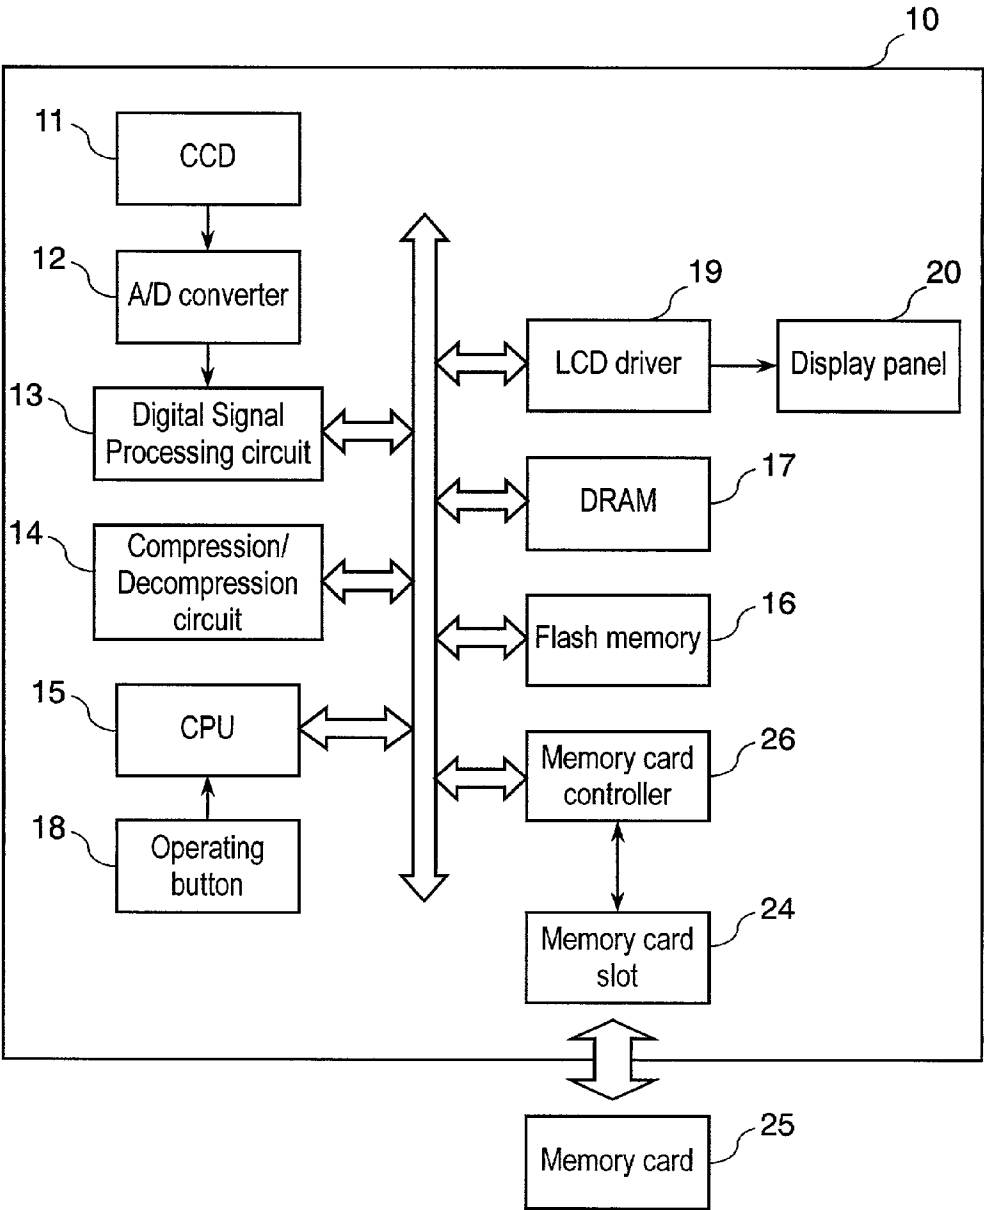 10
11
CCD
12
A/D converter
13
Digital Signal
Processing circuit
14
Compression/
Decompression
circuit
15
CPU
18
Operating
button
19
LCD driver
20
Display panel
17
DRAM
16
Flash memory
26
Memory card
controller
24
Memory card
slot
25
Memory card